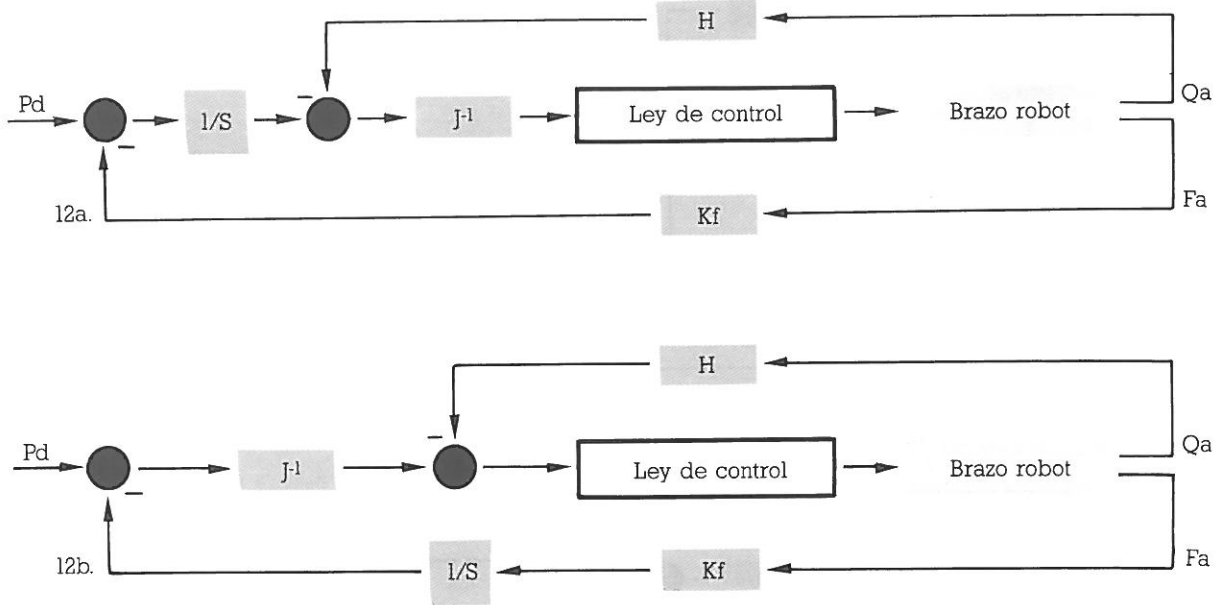 H
Pd
1/S
J-1
Ley de control
Brazo robot
Qa
12a.
Kf
Fa
H
Pd
J-1
Ley de control
Brazo robot
Qa
12b.
1/S
Kf
Fa